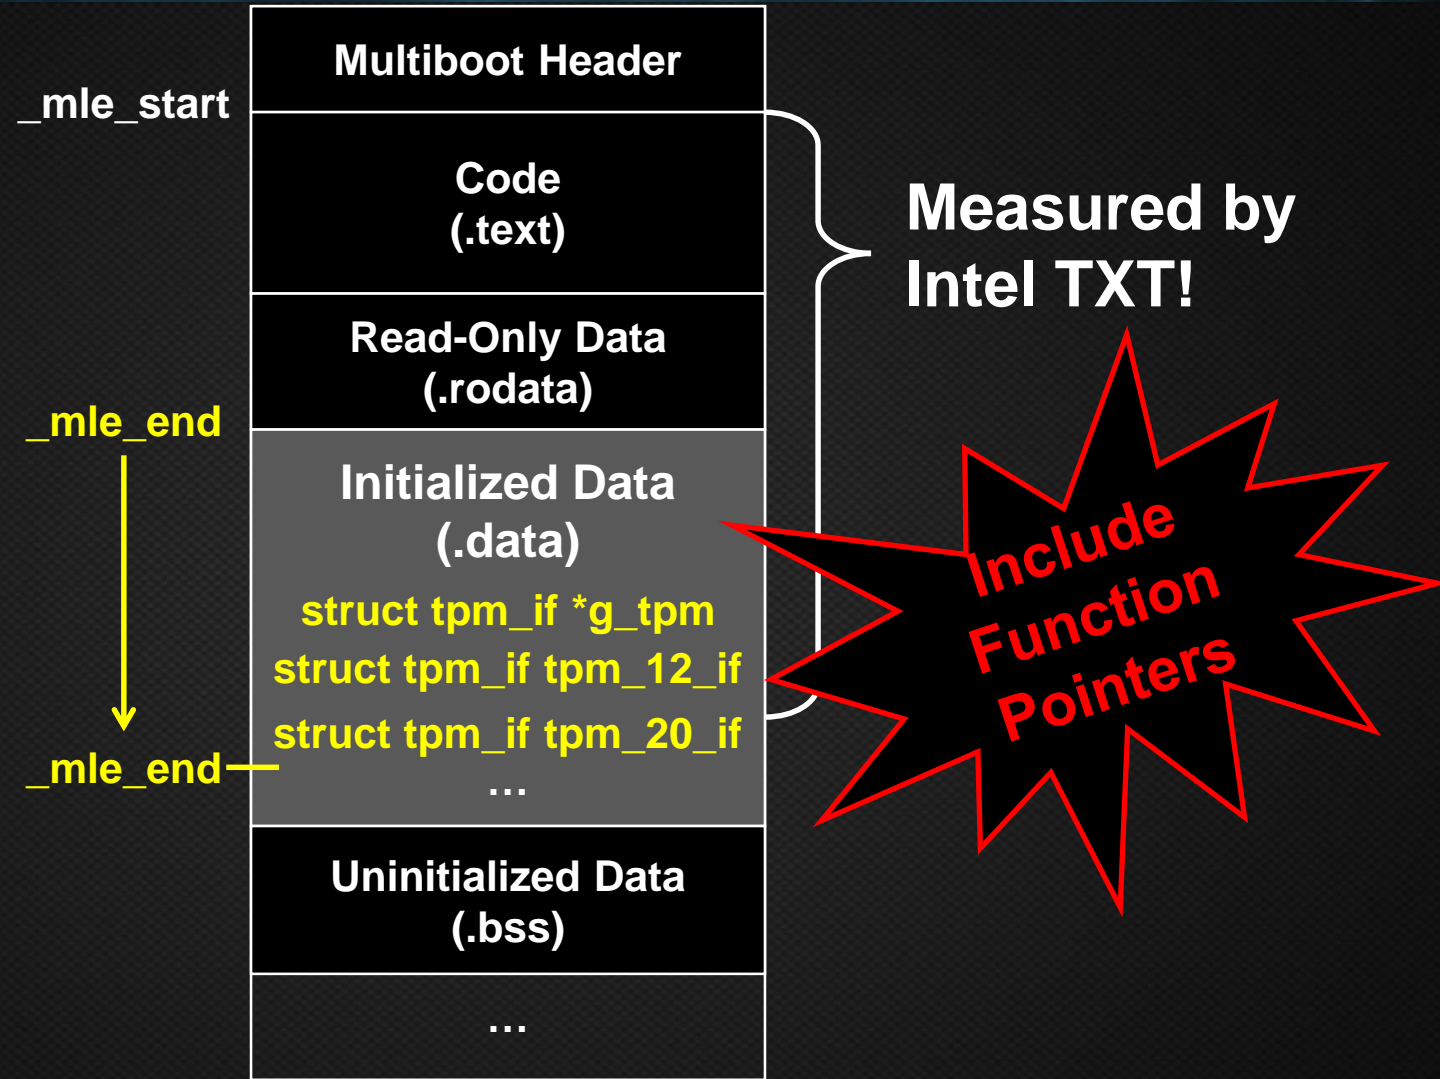 Multiboot Header
_mle_start
Code
(.text)
Measured by
Intel TXT!
Read-Only Data
(.rodata)
_mle_end
Initialized Data
(.data)
struct tpm_if *g_tpm
struct tpm_if tpm_12_if
struct tpm_if tpm_20_if
...
_mle_end
Include
Function
Pointers
Uninitialized Data
(.bss)
...